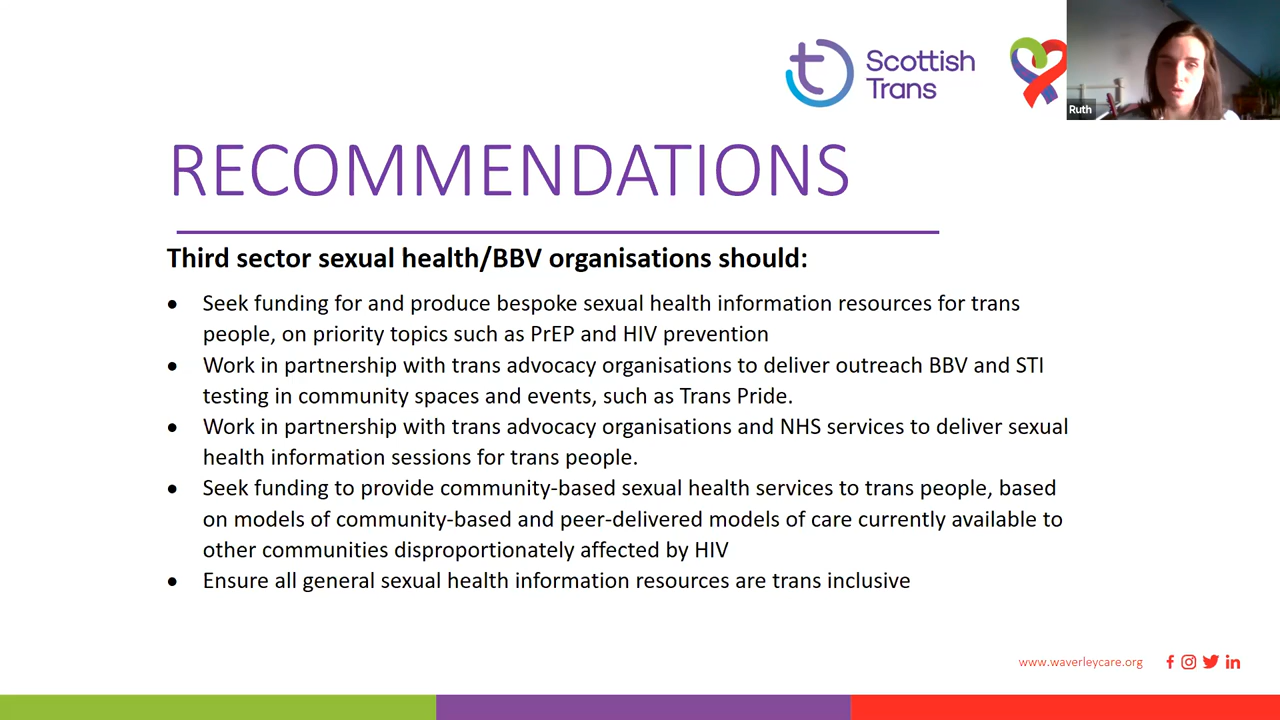 Scottish
Trans
Ruth
RECOMMENDATIONS
Third sector sexual health/BBV organisations should:
• Seek funding for and produce bespoke sexual health information resources for trans
people, on priority topics such as PrEP and HIV prevention
• Work in partnership with trans advocacy organisations to deliver outreach BBV and STI
testing in community spaces and events, such as Trans Pride.
• Work in partnership with trans advocacy organisations and NHS services to deliver sexual
health information sessions for trans people.
• Seek funding to provide community-based sexual health services to trans people, based
on models of community-based and peer-delivered models of care currently available to
other communities disproportionately affected by HIV
• Ensure all general sexual health information resources are trans inclusive
www.waverleycare.org